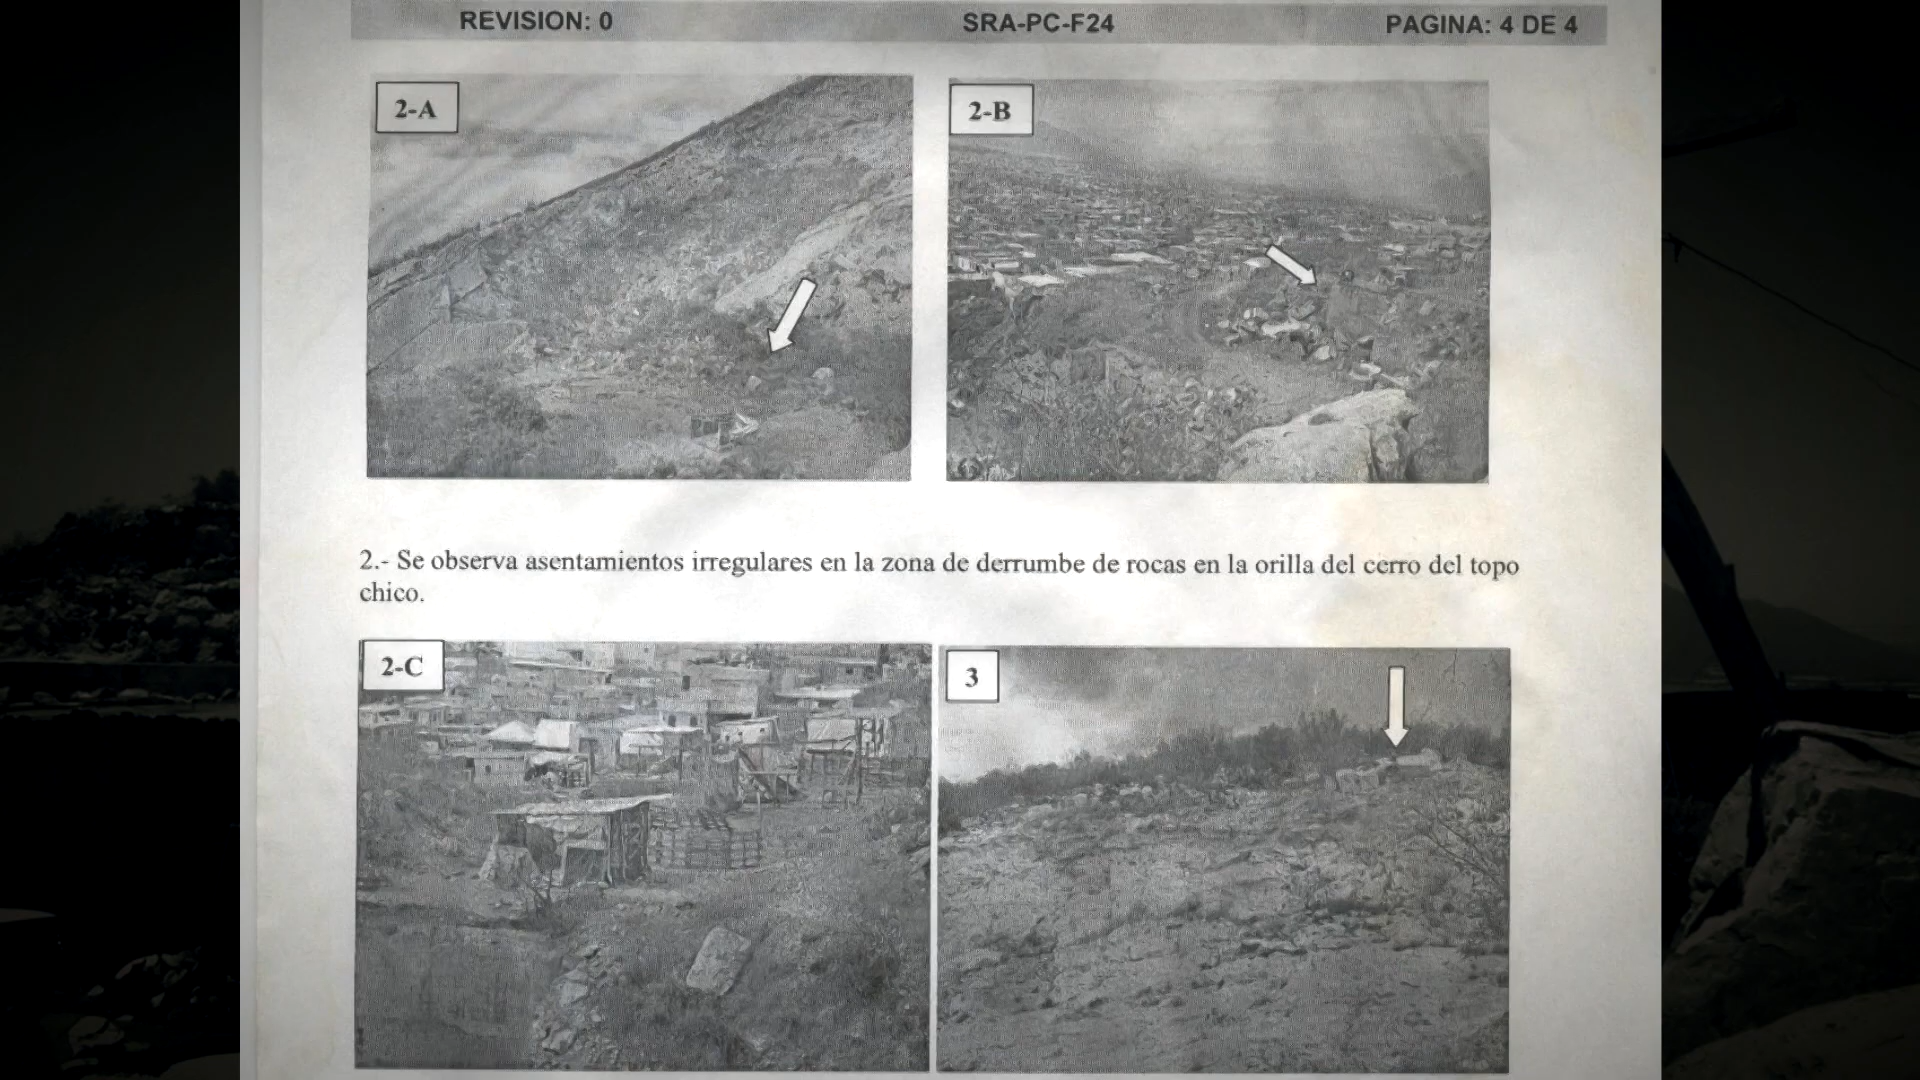 REVISION: 0 SRA-PC-F24 PAGINA: 4 DE 4
2-A
2-B
2.- Se observa asentamientos irregulares en la zona de derrumbe de rocas en la orilla del cerro del topo
chico.
2-C
3